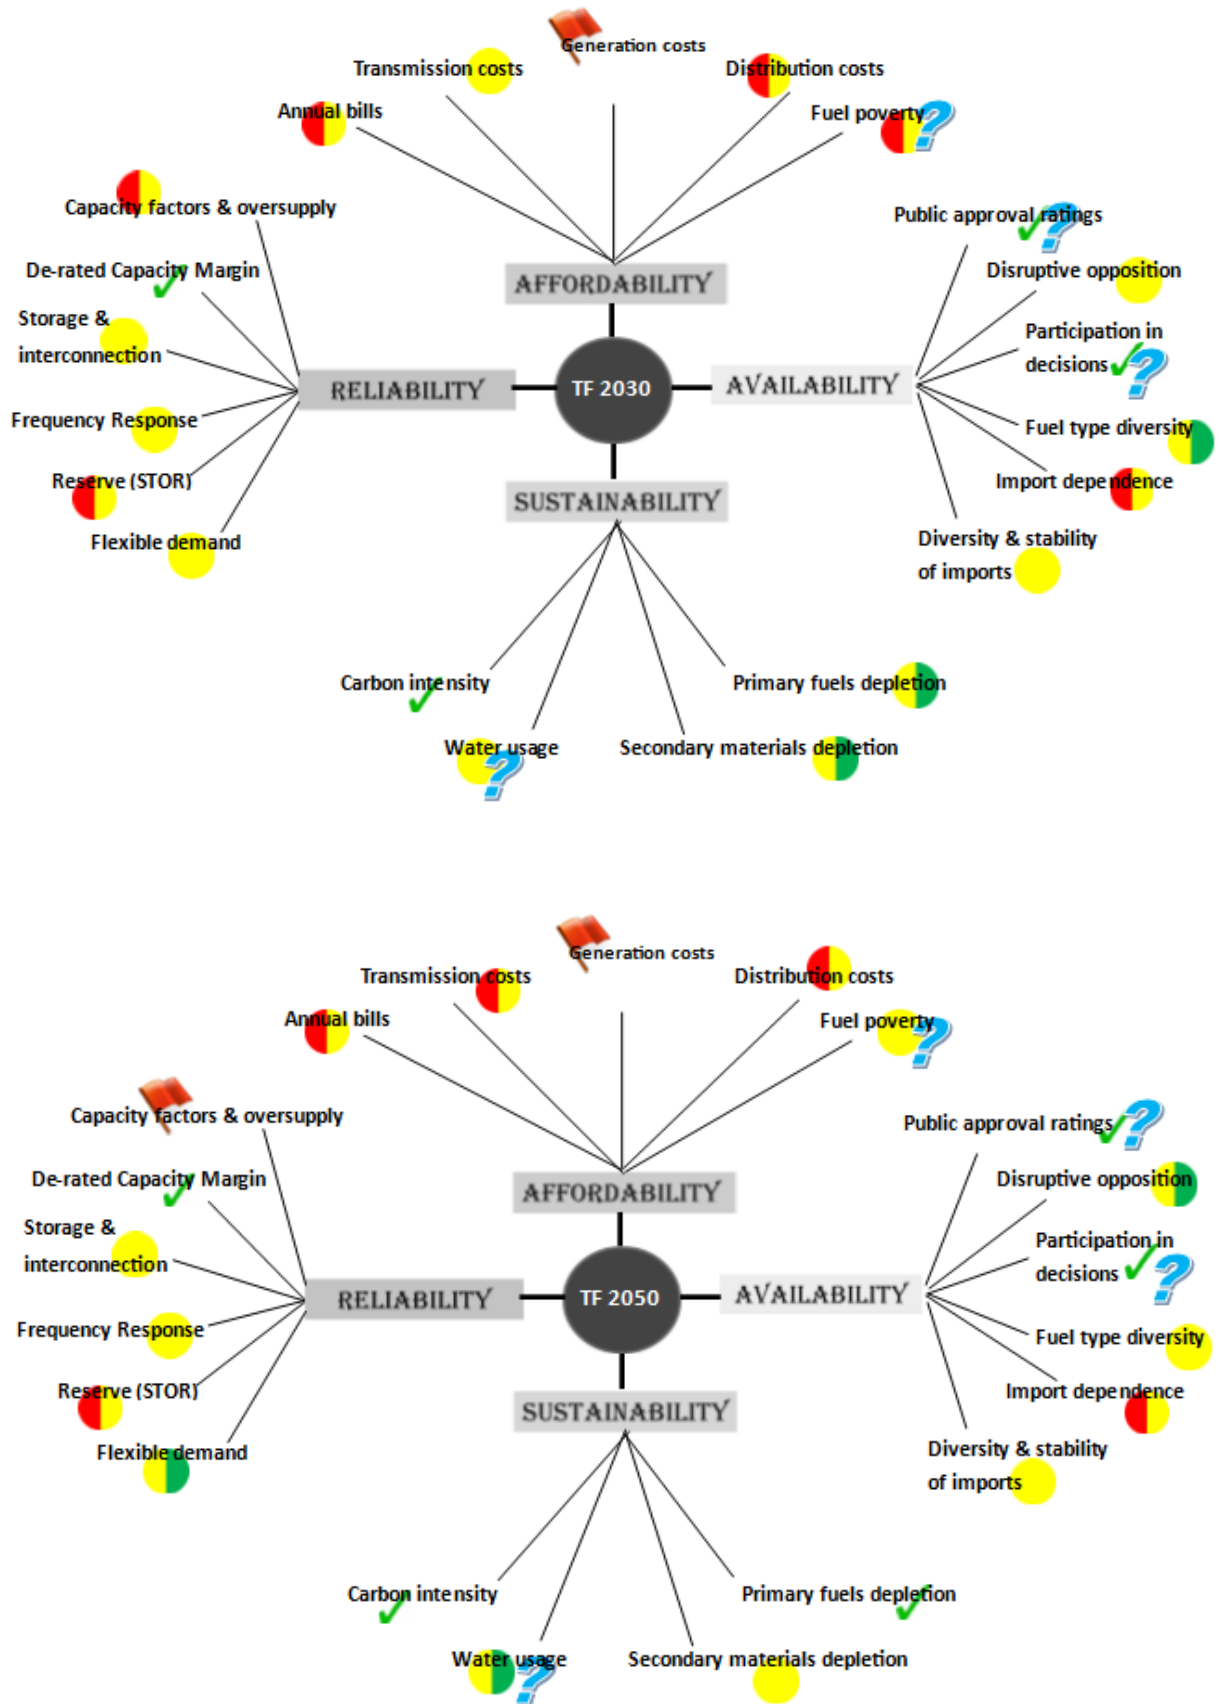 Generation costs
Transmission costs
Distribution costs
Annual bills
Fuel poverty
Capacity factors & oversupply
Public approval ratings
De-rated Capacity Margin
Disruptive opposition
AFFORDABILITY
Storage &
interconnection
Participation in
decisions
RELIABILITY
TF 2030
AVAILABILITY
Frequency Response
Fuel type diversity
Reserve (STOR)
Import dependence
SUSTAINABILITY
Flexible demand
Diversity & stability
of imports
Carbon intensity
Primary fuels depletion
Water usage
Secondary materials depletion
Generation costs
Transmission costs
Distribution costs
Annual bills
Fuel poverty
Capacity factors & oversupply
Public approval ratings
De-rated Capacity Margin
Disruptive opposition
AFFORDABILITY
Storage &
interconnection
Participation in
decisions
RELIABILITY
TF 2050
AVAILABILITY
Frequency Response
Fuel type diversity
Reserve (STOR)
Import dependence
SUSTAINABILITY
Flexible demand
Diversity & stability
of imports
Carbon intensity
Primary fuels depletion
Water usage
Secondary materials depletion